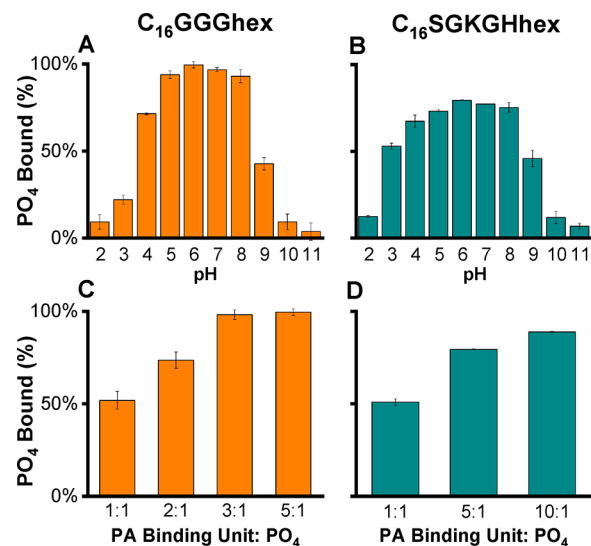 C₁₆GGGhex
C₁₆SGKGHhex
A
B
PO₄ Bound (%)
100%
50%
0%
2 3 4 5 6 7 8 9 10 11
2 3 4 5 6 7 8 9 10 11
pH
pH
C
D
PO₄ Bound (%)
100%
50%
0%
1:1 2:1 3:1 5:1
1:1 5:1 10:1
PA Binding Unit: PO₄
PA Binding Unit: PO₄